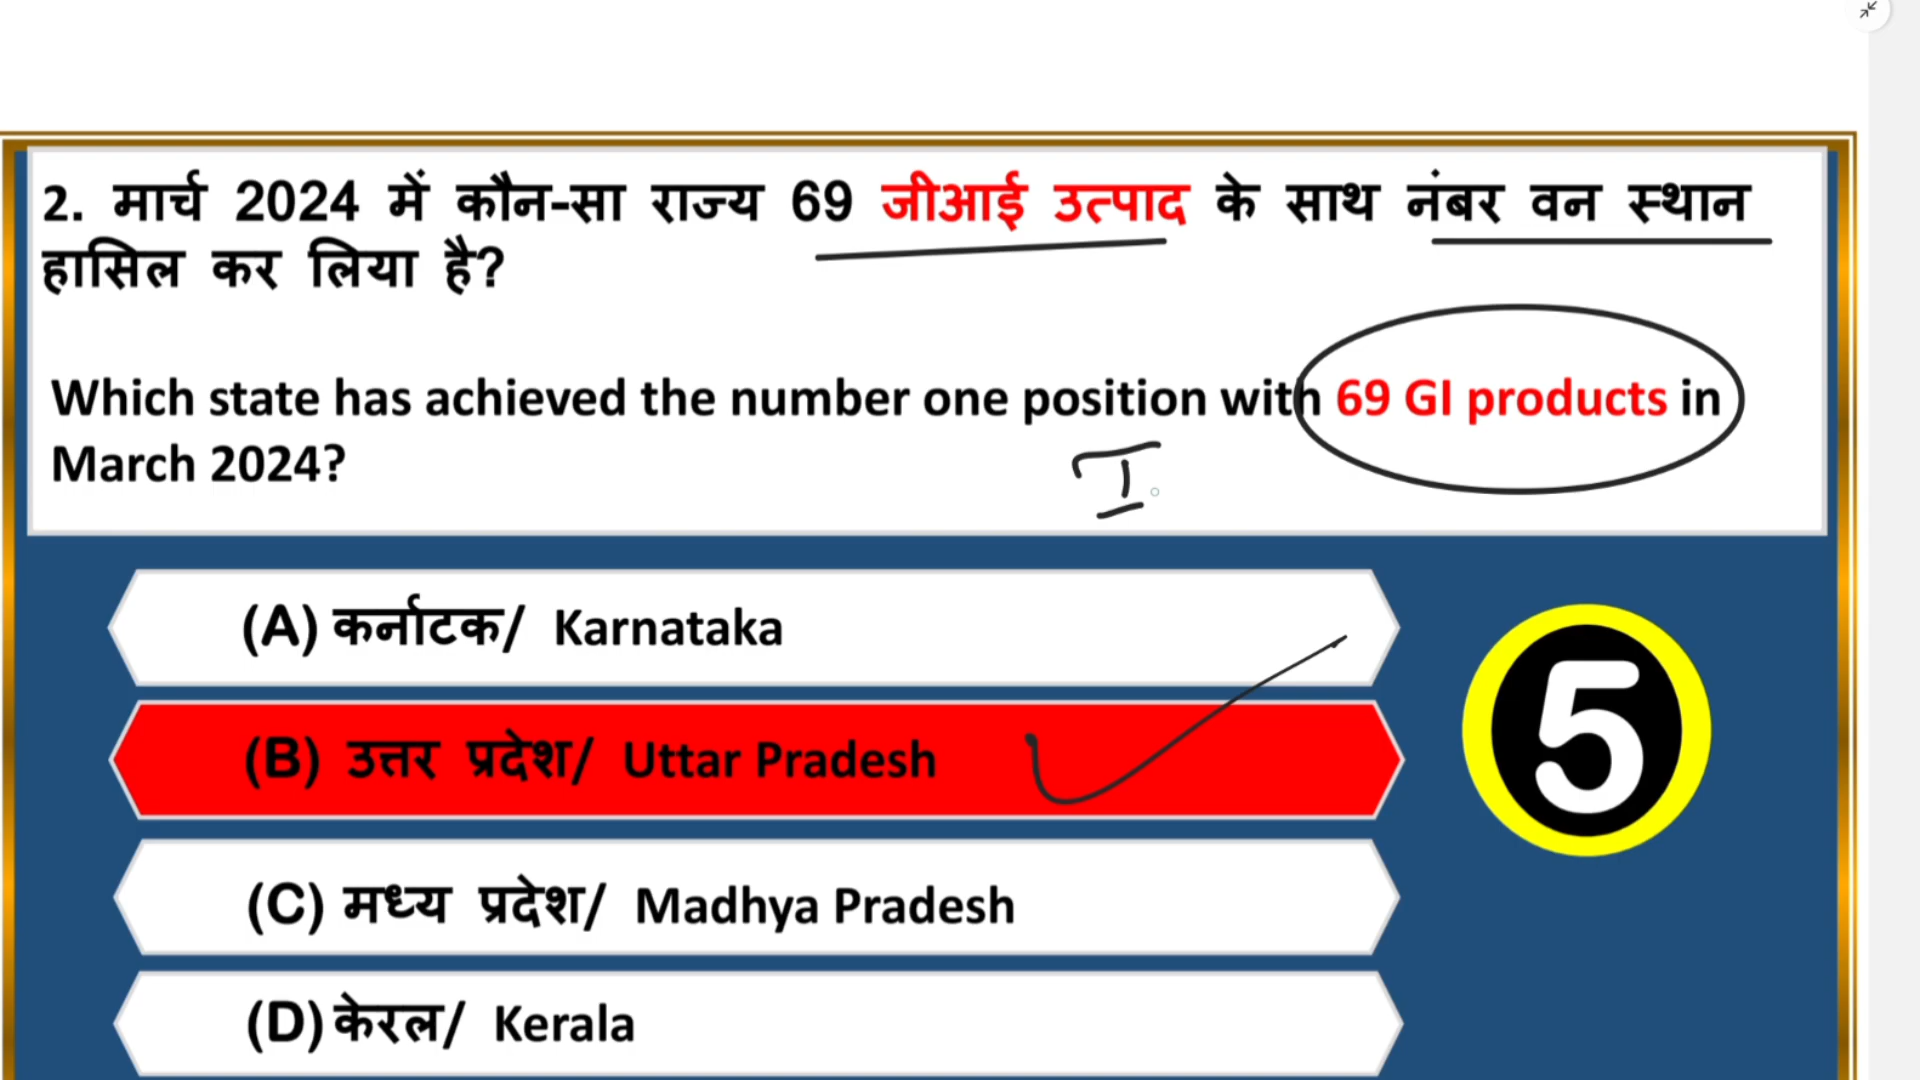 2. मार्च 2024 में कौन-सा राज्य 69 जीआई उत्पाद के साथ नंबर वन स्थान
हासिल कर लिया है?
Which state has achieved the number one position with 69 GI products in
March 2024?
I
(A) कर्नाटक/ Karnataka
(B) उत्तर प्रदेश/ Uttar Pradesh
5
(C) मध्य प्रदेश/ Madhya Pradesh
(D) केरल/ Kerala